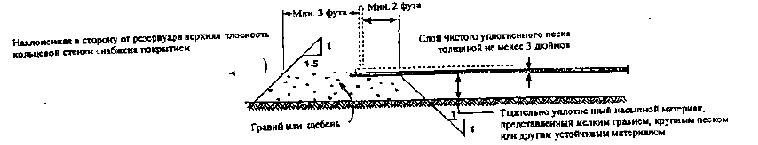 Мин. 3 фута
Мин. 2 фута
Наклоненная в сторону от резервуара верхняя плоскость
кольцевой стенки снабжена покрытием
Слой чистого уплотненного песка
толщиной не менее 3 дюймов
1
1.5
Гравий или щебень
1
1
Тщательно уплотненный насыпной материал,
представленный мелким гравием, крупным песком
или другим устойчивым материалом